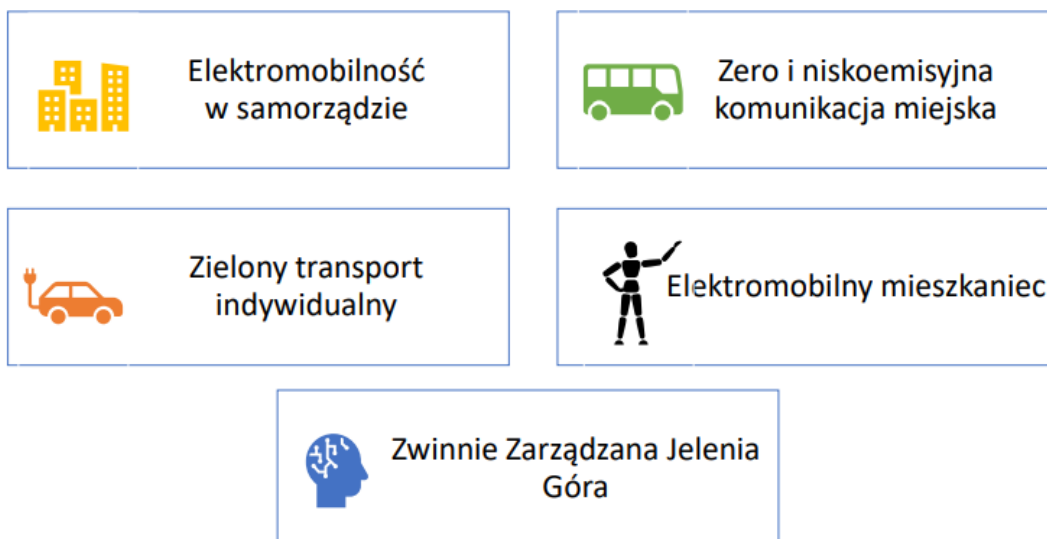 Elektromobilność
w samorządzie
Zero i niskoemisyjna
komunikacja miejska
Zielony transport
indywidualny
Elektromobilny mieszkaniec
Zwinnie Zarządzana Jelenia
Góra